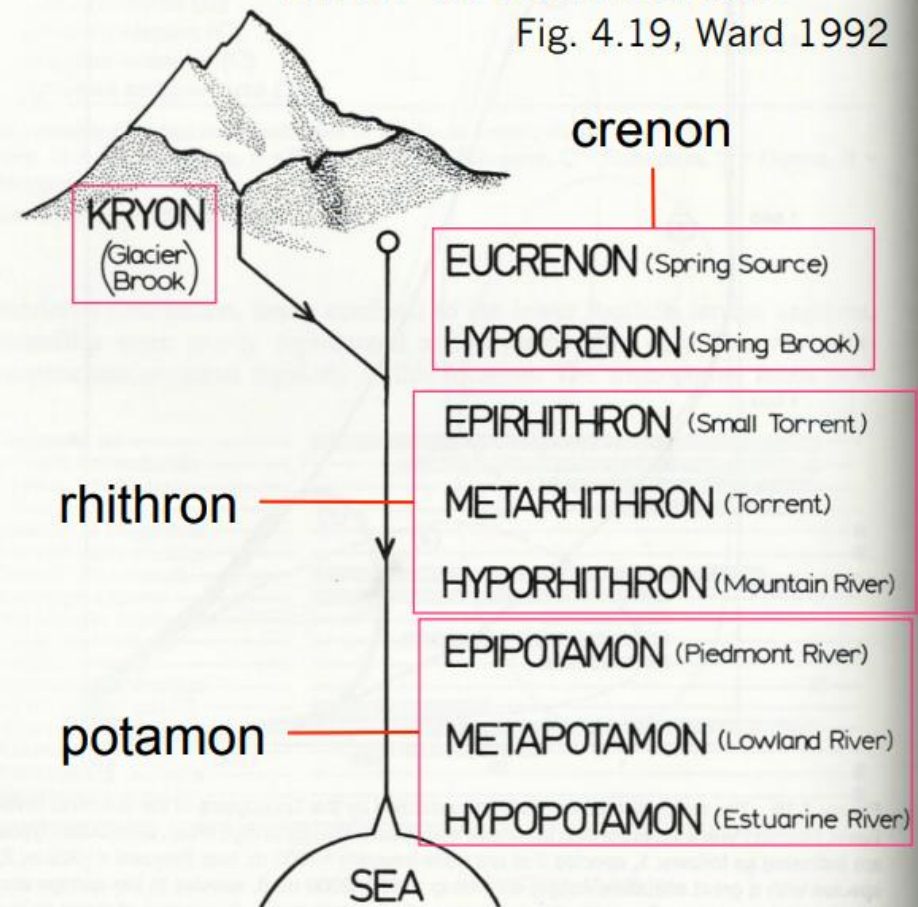 Fig. 4.19, Ward 1992
crenon
KRYON
(Glacier
Brook)
EUCRENON (Spring Source)
HYPOCRENON (Spring Brook)
EPIRHITHRON (Small Torrent)
rhithron
METARHITHRON (Torrent)
HYPORHITHRON (Mountain River)
EPIPOTAMON (Piedmont River)
potamon
METAPOTAMON (Lowland River)
HYPOPOTAMON (Estuarine River)
SEA